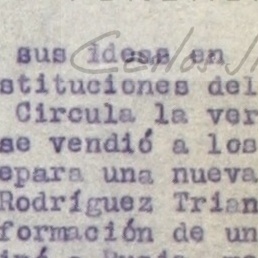 sus ideas en
stituciones del
Circula la ver
se vendió a los
epara una nueva
Rodríguez Trian
formación de un